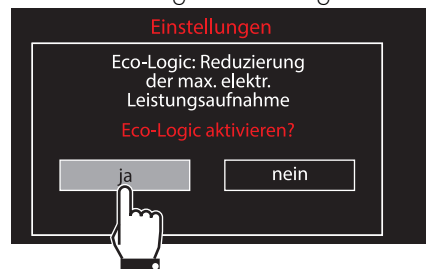 Einstellungen
Eco-Logic: Reduzierung
der max. elektr.
Leistungsaufnahme
Eco-Logic aktivieren?
ja
nein